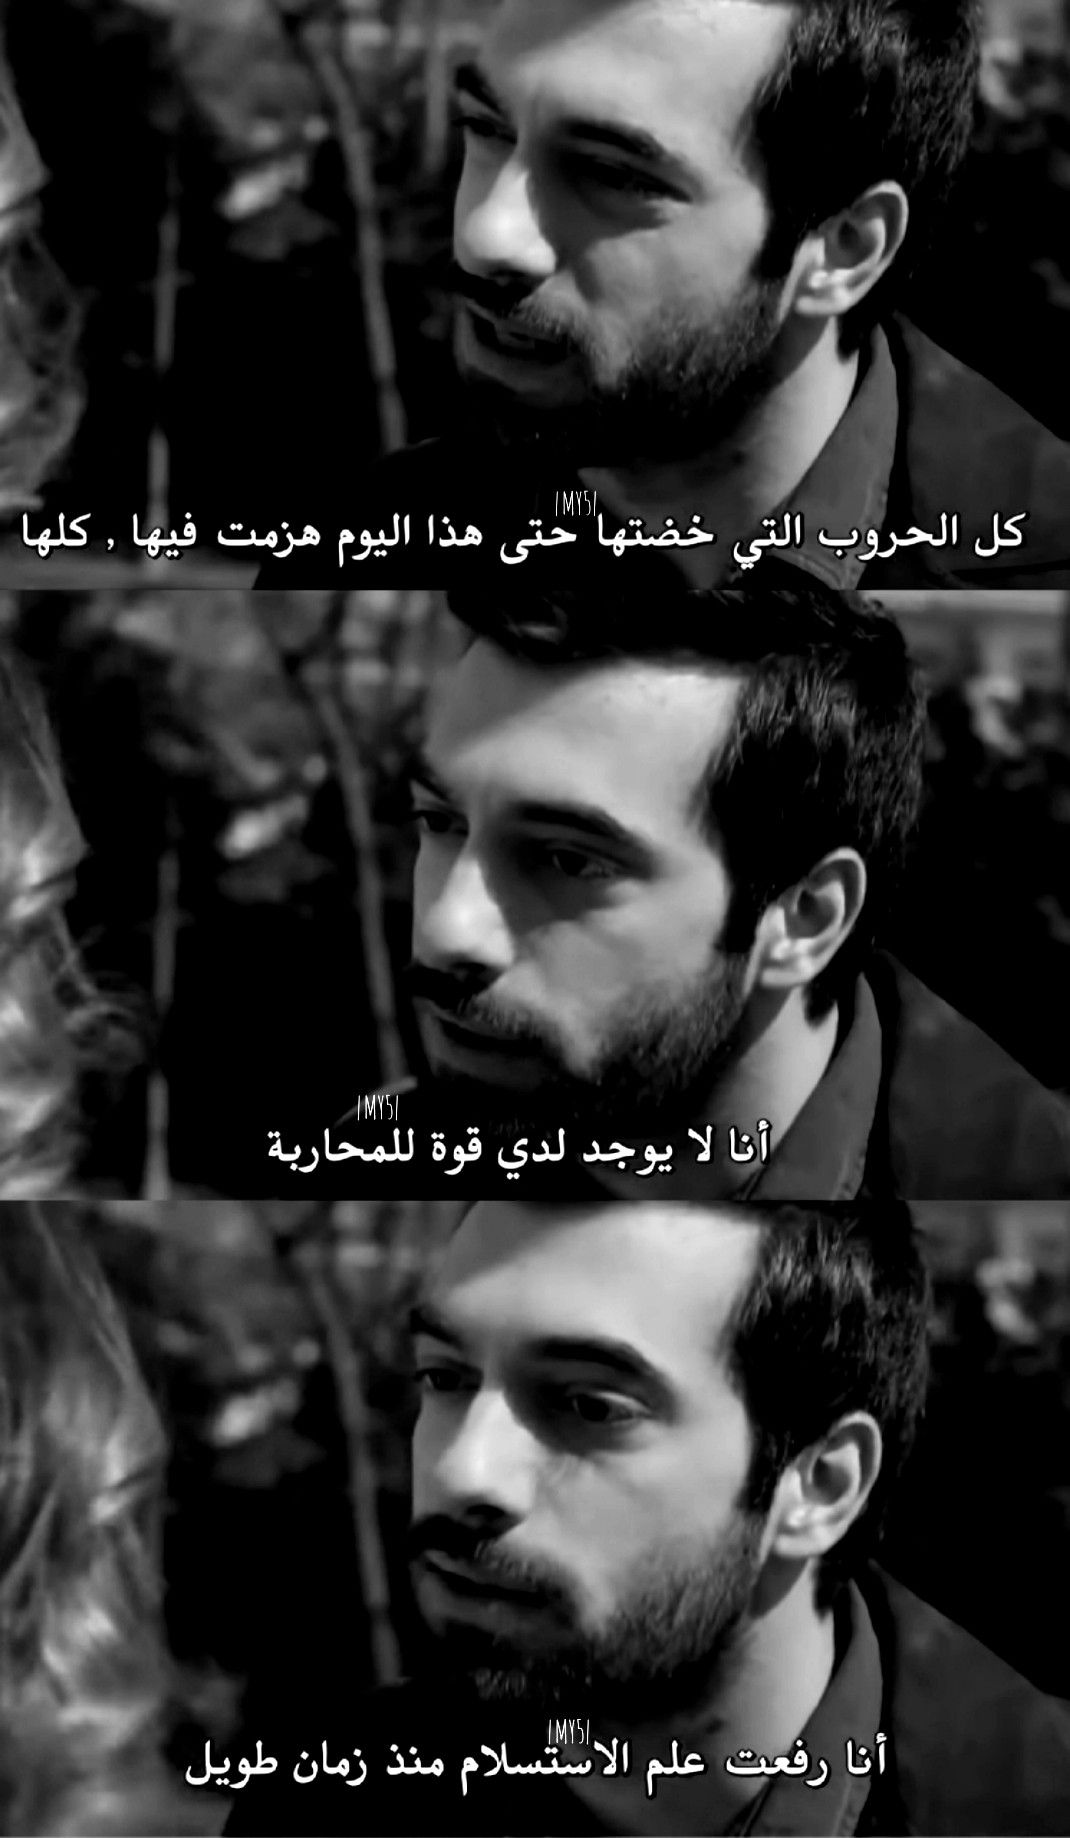 |MY5|
كل الحروب التي خضتها حتى هذا اليوم هزمت فيها , كلها
|MY5|
أنا لا يوجد لدي قوة للمحاربة
|MY5|
أنا رفعت علم الاستسلام منذ زمان طويل